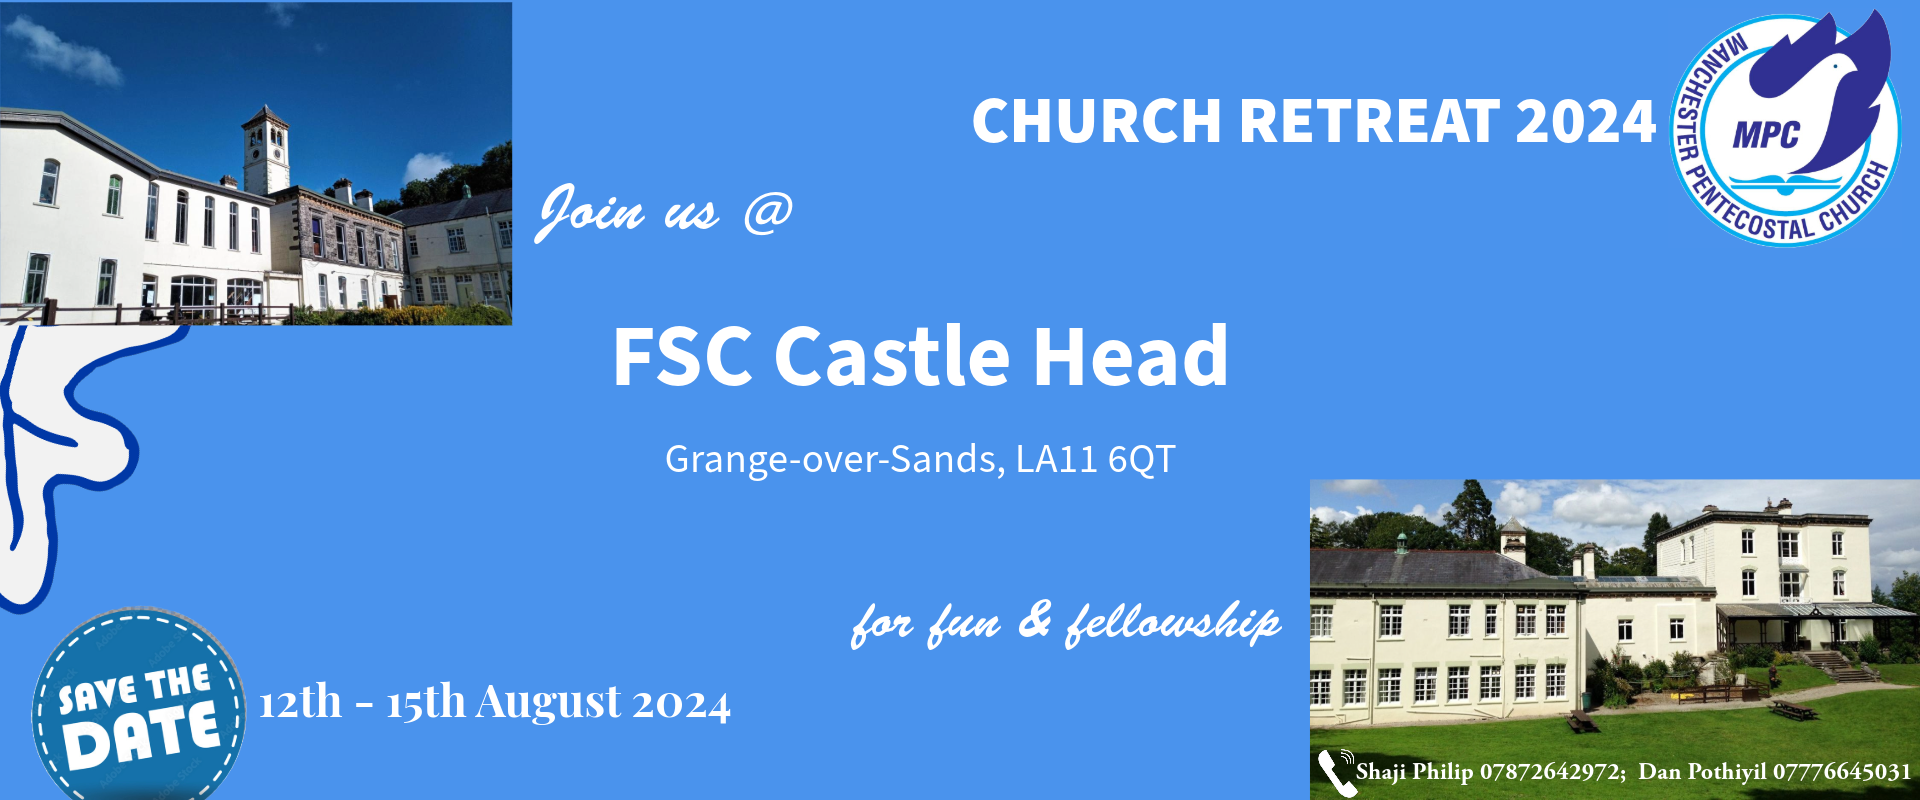 CHURCH RETREAT 2024
MANCHESTER PENTECOSTAL CHURCH
MPC
Join us @
FSC Castle Head
Grange-over-Sands, LA11 6QT
for fun & fellowship
SAVE THE
DATE
12th - 15th August 2024
Shaji Philip 07872642972; Dan Pothiyil 07776645031